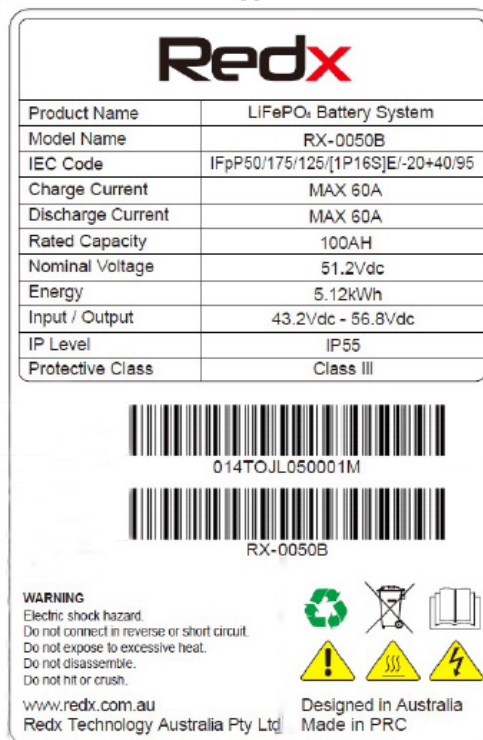 Redx
Product Name LiFePO₄ Battery System
Model Name RX-0050B
IEC Code IFpP50/175/125/[1P16S]E/-20+40/95
Charge Current MAX 60A
Discharge Current MAX 60A
Rated Capacity 100AH
Nominal Voltage 51.2Vdc
Energy 5.12kWh
Input / Output 43.2Vdc - 56.8Vdc
IP Level IP55
Protective Class Class III
014TOJL050001M
RX-0050B
WARNING
Electric shock hazard.
Do not connect in reverse or short circuit.
Do not expose to excessive heat.
Do not disassemble.
Do not hit or crush.
www.redx.com.au
Redx Technology Australia Pty Ltd
Designed in Australia
Made in PRC